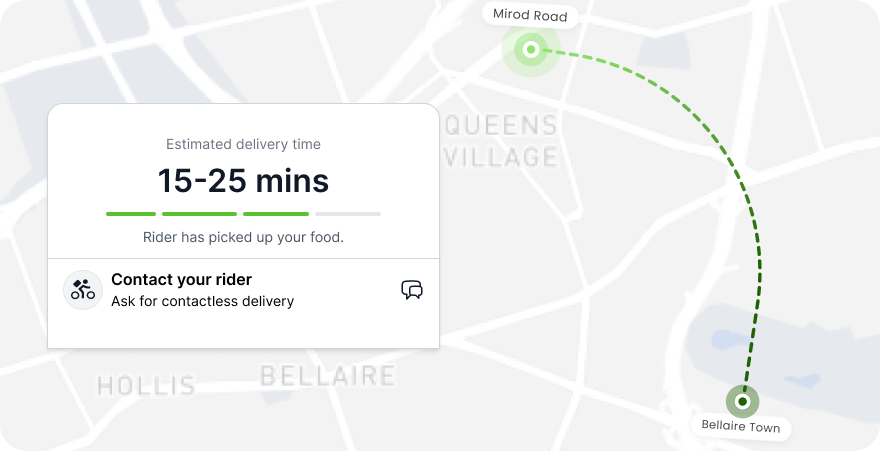 Mirod Road
QUEENS
VILLAGE
Estimated delivery time
15-25 mins
Rider has picked up your food.
Contact your rider
Ask for contactless delivery
HOLLIS
BELLAIRE
Bellaire Town